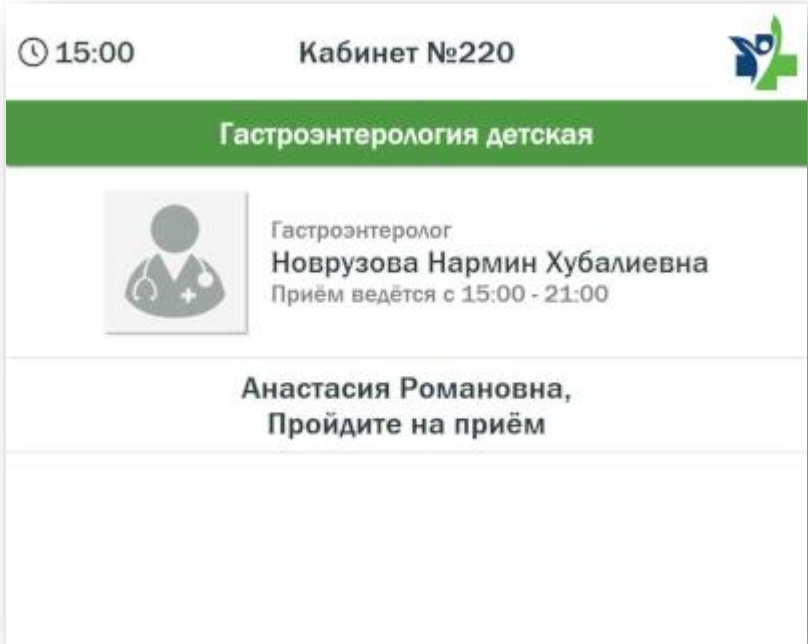 15:00
Кабинет №220
Гастроэнтерология детская
Гастроэнтеролог
Новрузова Нармин Хубалиевна
Приём ведётся с 15:00 - 21:00
Анастасия Романовна,
Пройдите на приём